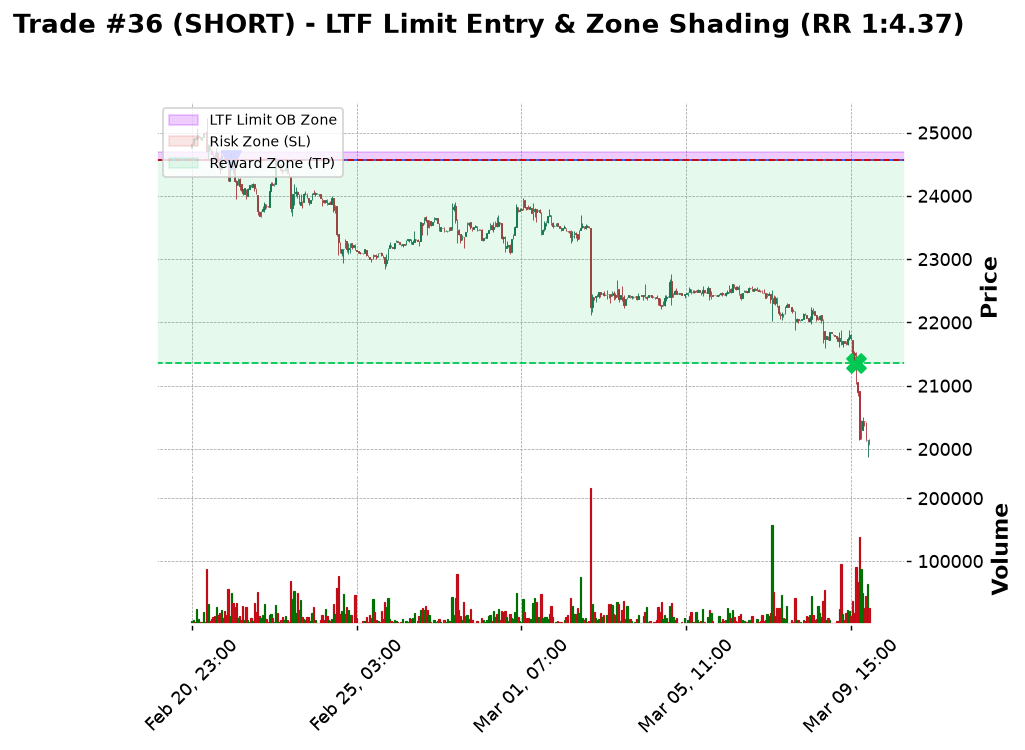 Trade #36 (SHORT) - LTF Limit Entry & Zone Shading (RR 1:4.37)
LTF Limit OB Zone
Risk Zone (SL)
Reward Zone (TP)
25000
24000
23000
22000
21000
20000
Price
200000
100000
Volume
Feb 20, 23:00
Feb 25, 03:00
Mar 01, 07:00
Mar 05, 11:00
Mar 09, 15:00